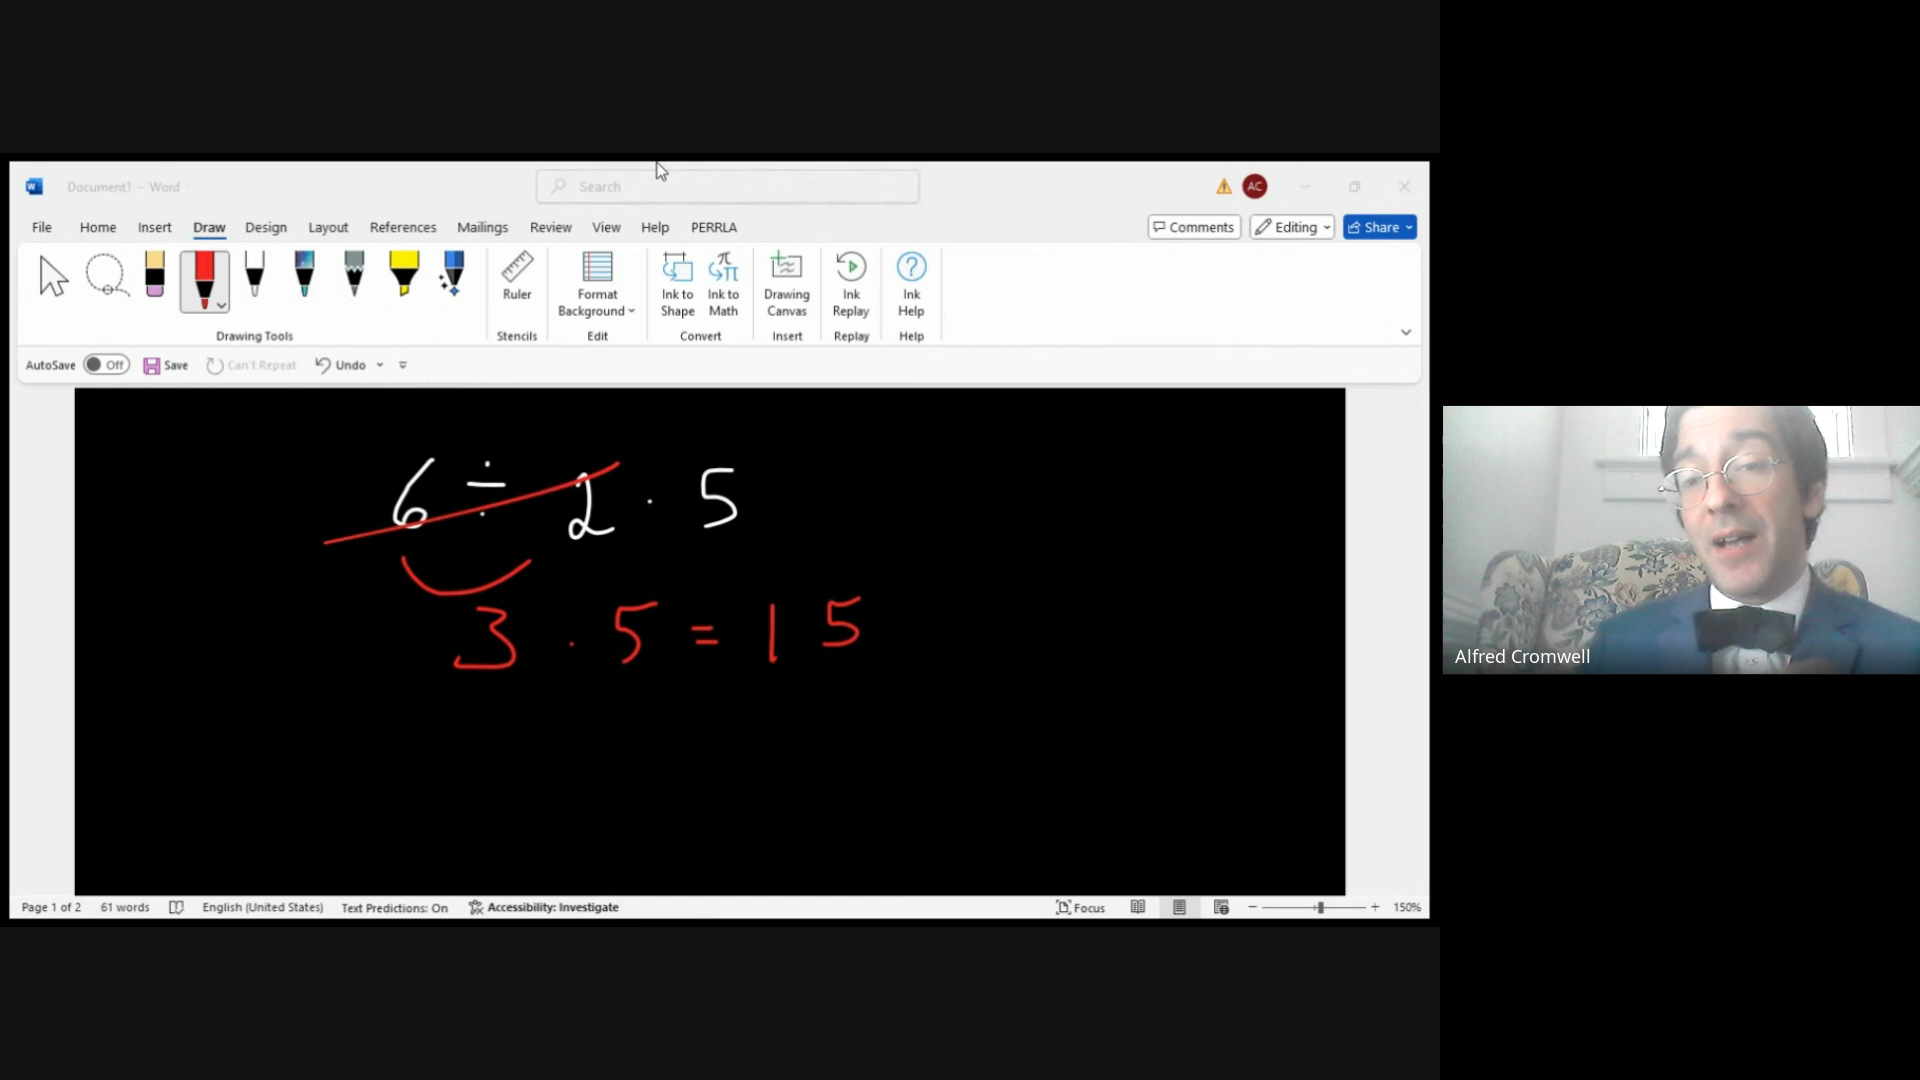 Document1 - Word
Search
AC
File Home Insert Draw Design Layout References Mailings Review View Help PERRLA
Comments Editing Share
Ruler
Format Background
Ink to Shape
Ink to Math
Drawing Canvas
Ink Replay
Ink Help
Drawing Tools Stencils Edit Convert Insert Replay Help
AutoSave Off Save Can't Repeat Undo
6 ÷ 2 · 5
3 · 5 = 15
Alfred Cromwell
Page 1 of 2 61 words English (United States) Text Predictions: On Accessibility: Investigate Focus 150%